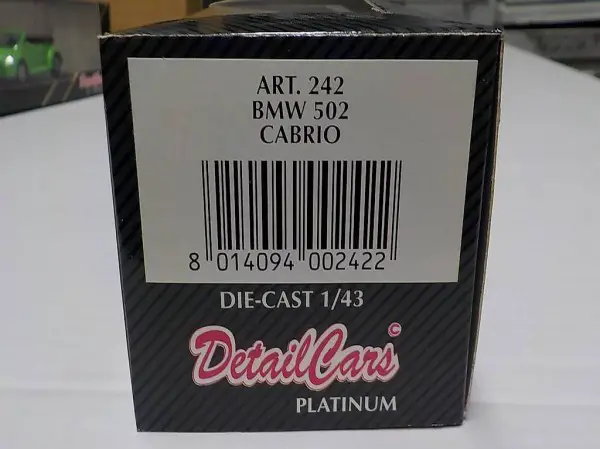 ART. 242
BMW 502
CABRIO
8 014094 002422
DIE-CAST 1/43
DetailCars ©
PLATINUM